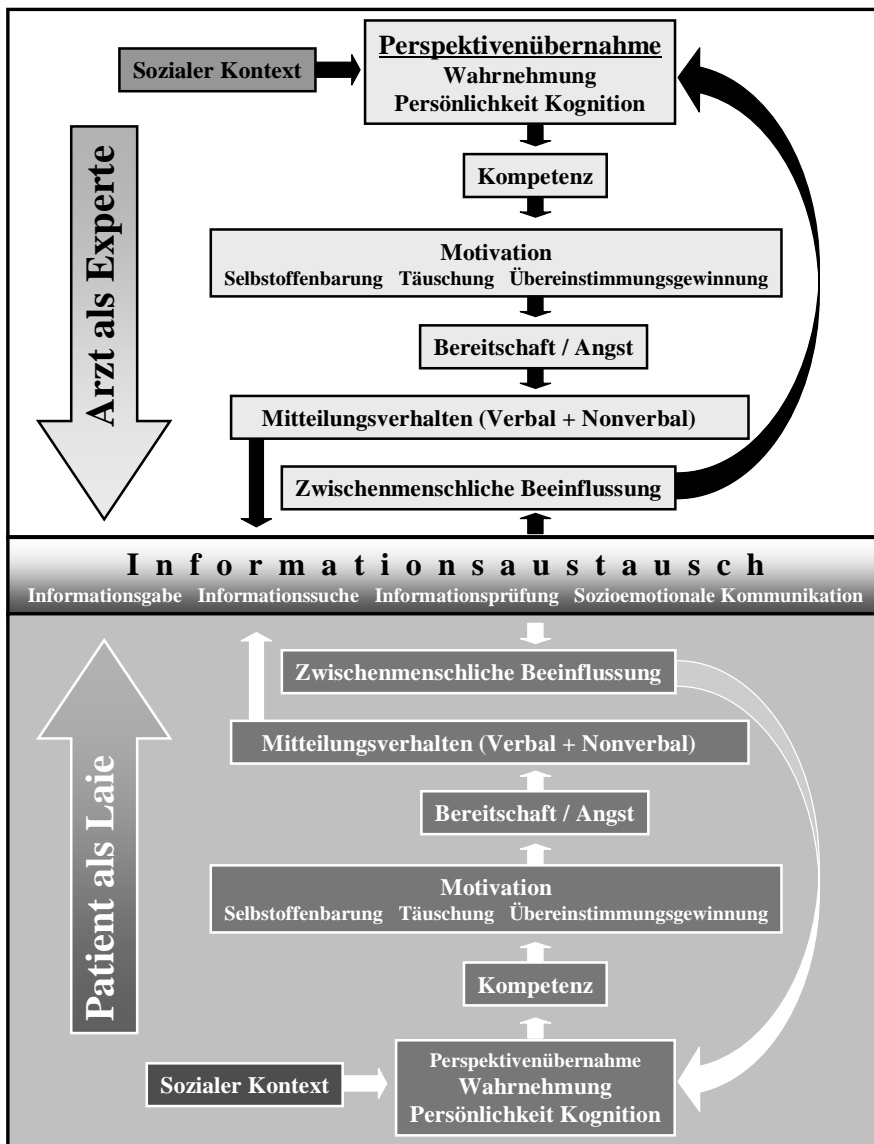 Perspektivenübernahme
Sozialer Kontext
Wahrnehmung
Persönlichkeit Kognition
Kompetenz
Arzt als Experte
Motivation
Selbstoffenbarung Täuschung Übereinstimmungsgewinnung
Bereitschaft / Angst
Mitteilungsverhalten (Verbal + Nonverbal)
Zwischenmenschliche Beeinflussung
Informationsaustausch
Informationsgabe Informationssuche Informationsprüfung Sozioemotionale Kommunikation
Zwischenmenschliche Beeinflussung
Mitteilungsverhalten (Verbal + Nonverbal)
Bereitschaft / Angst
Patient als Laie
Motivation
Selbstoffenbarung Täuschung Übereinstimmungsgewinnung
Kompetenz
Perspektivenübernahme
Sozialer Kontext
Wahrnehmung
Persönlichkeit Kognition